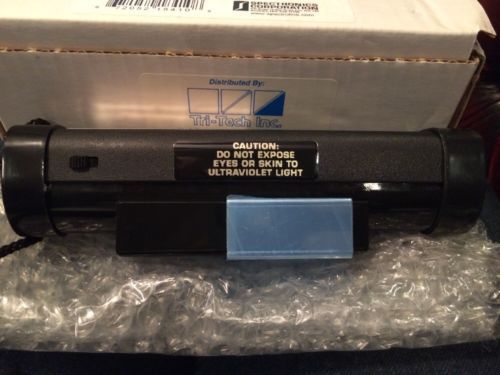 SPECTRONICS
CORPORATION
Distributed By:
Tri-Tech Inc.
CAUTION:
DO NOT EXPOSE
EYES OR SKIN TO
ULTRAVIOLET LIGHT